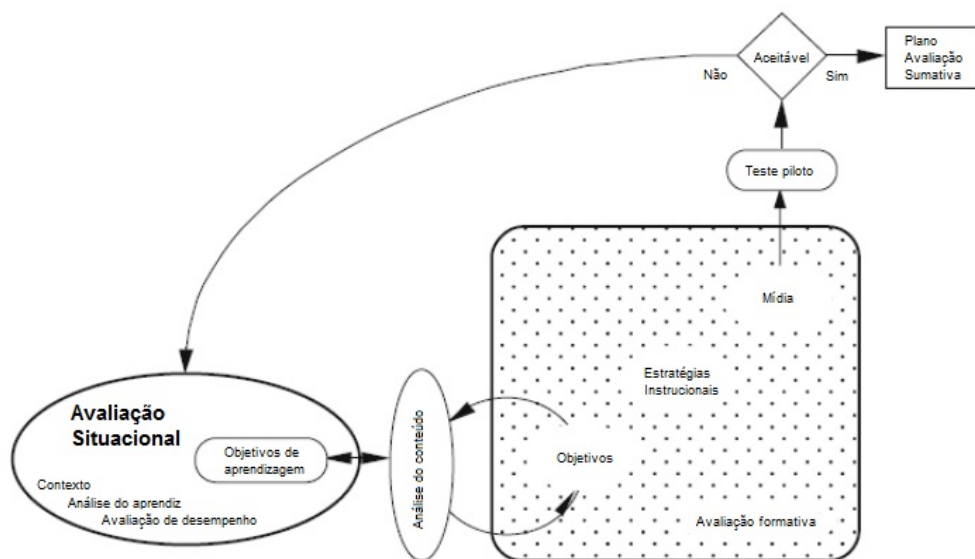 Plano
Avaliação
Sumativa
Aceitável
Não
Sim
Teste piloto
Mídia
Estratégias
Instrucionais
Objetivos
Avaliação formativa
Análise do conteúdo
Avaliação
Situacional
Objetivos de
aprendizagem
Contexto
Análise do aprendiz
Avaliação de desempenho